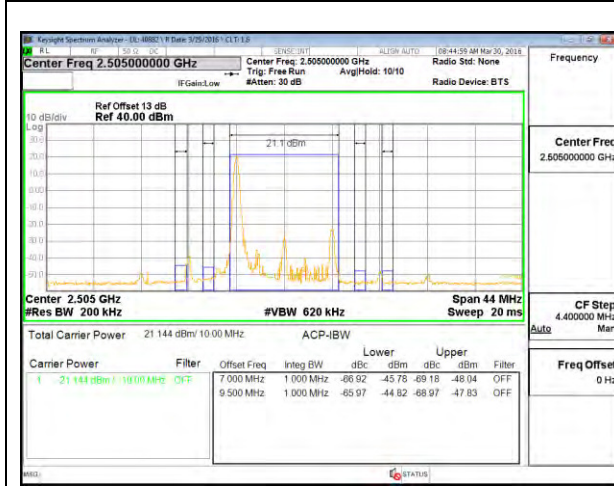 Keysight Spectrum Analyzer - UL: 40882 \ R Date: 3/25/2016 \ CLT: 1.6
RL RF 50 Ω DC SENSE:INT ALIGN AUTO 08:44:59 AM Mar 30, 2016
Center Freq 2.505000000 GHz Center Freq: 2.505000000 GHz Radio Std: None
Trig: Free Run Avg|Hold: 10/10
IFGain:Low #Atten: 30 dB Radio Device: BTS
Ref Offset 13 dB
10 dB/div Ref 40.00 dBm
Log
21.1 dBm
Center 2.505 GHz Span 44 MHz
#Res BW 200 kHz #VBW 620 kHz Sweep 20 ms
Total Carrier Power 21.144 dBm/ 10.00 MHz ACP-IBW
Lower Upper
Carrier Power Filter Offset Freq Integ BW dBc dBm dBc dBm Filter
1 21.144 dBm / 10.00 MHz OFF 7.000 MHz 1.000 MHz -66.92 -45.78 -69.18 -48.04 OFF
9.500 MHz 1.000 MHz -65.97 -44.82 -68.97 -47.83 OFF
MSG STATUS
Frequency
Center Freq
2.505000000 GHz
CF Step
4.400000 MHz
Auto Man
Freq Offset
0 Hz